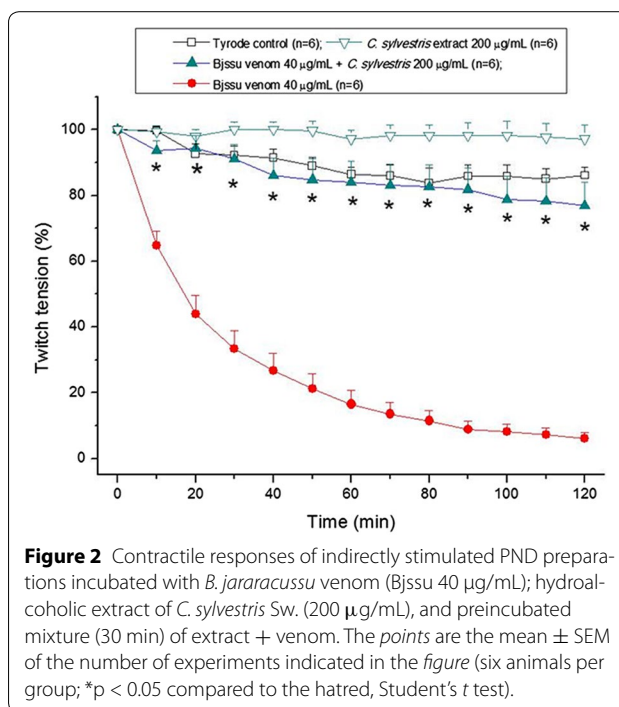 Tyrode control (n=6); C. sylvestris extract 200 µg/mL (n=6)
Bjssu venom 40 µg/mL + C. sylvestris 200 µg/mL (n=6);
Bjssu venom 40 µg/mL (n=6)
100
80
60
40
20
0
Twitch tension (%)
* * * * * * * * * * * *
0 20 40 60 80 100 120
Time (min)
Figure 2 Contractile responses of indirectly stimulated PND prepara-
tions incubated with B. jararacussu venom (Bjssu 40 µg/mL); hydroal-
coholic extract of C. sylvestris Sw. (200 µg/mL), and preincubated
mixture (30 min) of extract + venom. The points are the mean ± SEM
of the number of experiments indicated in the figure (six animals per
group; *p < 0.05 compared to the hatred, Student's t test).